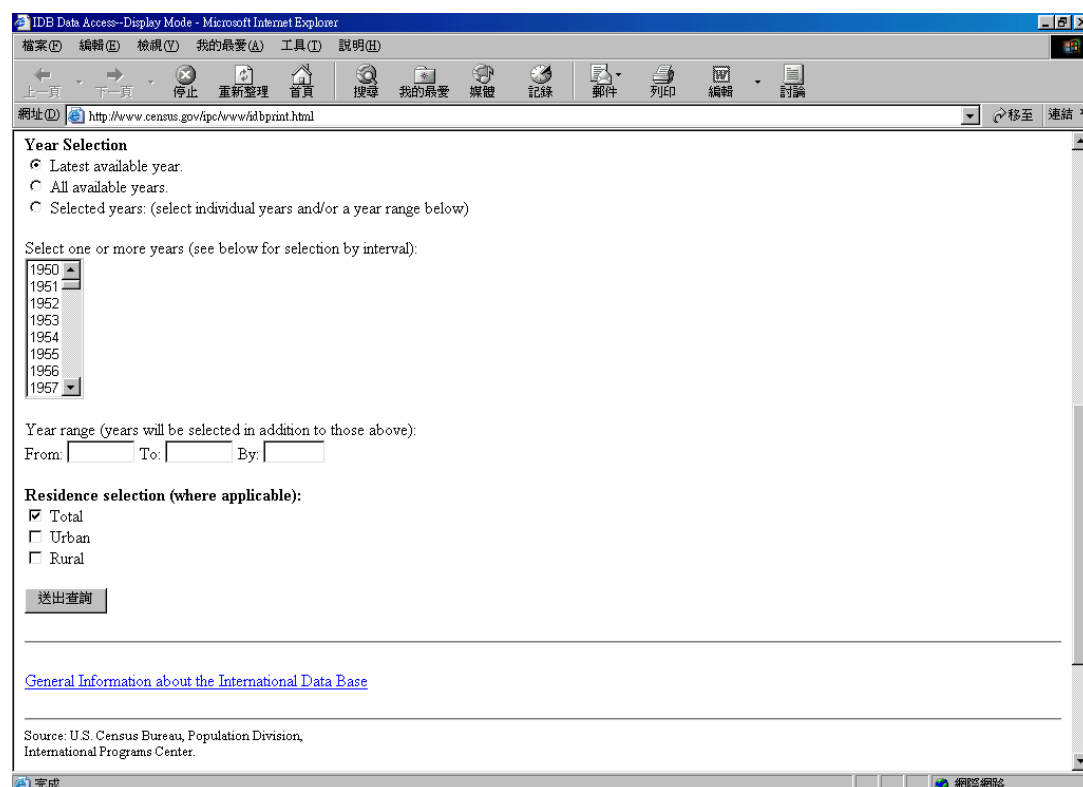 IDB Data Access--Display Mode - Microsoft Internet Explorer
檔案(F) 編輯(E) 檢視(V) 我的最愛(A) 工具(T) 說明(H)
上一頁 下一頁 停止 重新整理 首頁 搜尋 我的最愛 媒體 記錄 郵件 列印 編輯 討論
網址(D) http://www.census.gov/ipc/www/idbprint.html 移至 連結
Year Selection
Latest available year.
All available years.
Selected years: (select individual years and/or a year range below)
Select one or more years (see below for selection by interval):
1950
1951
1952
1953
1954
1955
1956
1957
Year range (years will be selected in addition to those above):
From: To: By:
Residence selection (where applicable):
Total
Urban
Rural
送出查詢
General Information about the International Data Base
Source: U.S. Census Bureau, Population Division,
International Programs Center.
完成 網際網路